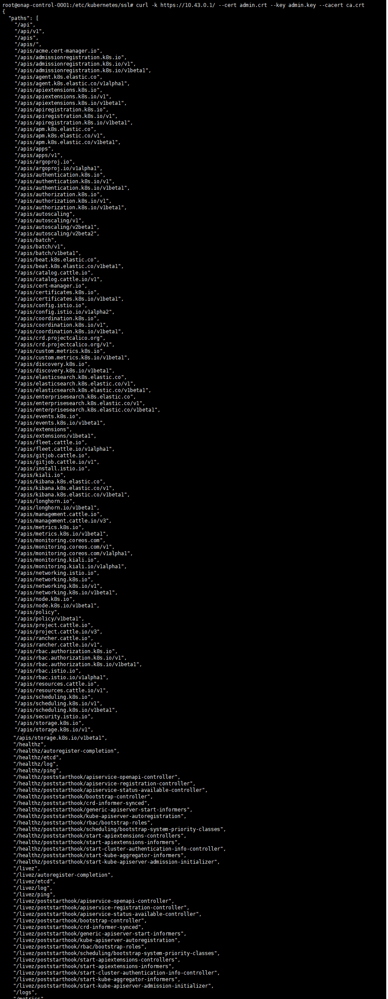 root@onap-control-0001:/etc/kubernetes/ssl# curl -k https://10.43.0.1/ --cert admin.crt --key admin.key --cacert ca.crt
{
  "paths": [
    "/api",
    "/api/v1",
    "/apis",
    "/apis/",
    "/apis/acme.cert-manager.io",
    "/apis/admissionregistration.k8s.io",
    "/apis/admissionregistration.k8s.io/v1",
    "/apis/admissionregistration.k8s.io/v1beta1",
    "/apis/agent.k8s.elastic.co",
    "/apis/agent.k8s.elastic.co/v1alpha1",
    "/apis/apiextensions.k8s.io",
    "/apis/apiextensions.k8s.io/v1",
    "/apis/apiextensions.k8s.io/v1beta1",
    "/apis/apiregistration.k8s.io",
    "/apis/apiregistration.k8s.io/v1",
    "/apis/apiregistration.k8s.io/v1beta1",
    "/apis/apm.k8s.elastic.co",
    "/apis/apm.k8s.elastic.co/v1",
    "/apis/apm.k8s.elastic.co/v1beta1",
    "/apis/apps",
    "/apis/apps/v1",
    "/apis/argoproj.io",
    "/apis/argoproj.io/v1alpha1",
    "/apis/authentication.k8s.io",
    "/apis/authentication.k8s.io/v1",
    "/apis/authentication.k8s.io/v1beta1",
    "/apis/authorization.k8s.io",
    "/apis/authorization.k8s.io/v1",
    "/apis/authorization.k8s.io/v1beta1",
    "/apis/autoscaling",
    "/apis/autoscaling/v1",
    "/apis/autoscaling/v2beta1",
    "/apis/autoscaling/v2beta2",
    "/apis/batch",
    "/apis/batch/v1",
    "/apis/batch/v1beta1",
    "/apis/beat.k8s.elastic.co",
    "/apis/beat.k8s.elastic.co/v1beta1",
    "/apis/catalog.cattle.io",
    "/apis/catalog.cattle.io/v1",
    "/apis/cert-manager.io",
    "/apis/certificates.k8s.io",
    "/apis/certificates.k8s.io/v1beta1",
    "/apis/config.istio.io",
    "/apis/config.istio.io/v1alpha2",
    "/apis/coordination.k8s.io",
    "/apis/coordination.k8s.io/v1",
    "/apis/coordination.k8s.io/v1beta1",
    "/apis/crd.projectcalico.org",
    "/apis/crd.projectcalico.org/v1",
    "/apis/custom.metrics.k8s.io",
    "/apis/custom.metrics.k8s.io/v1beta1",
    "/apis/discovery.k8s.io",
    "/apis/discovery.k8s.io/v1beta1",
    "/apis/elasticsearch.k8s.elastic.co",
    "/apis/elasticsearch.k8s.elastic.co/v1",
    "/apis/elasticsearch.k8s.elastic.co/v1beta1",
    "/apis/enterprisesearch.k8s.elastic.co",
    "/apis/enterprisesearch.k8s.elastic.co/v1",
    "/apis/enterprisesearch.k8s.elastic.co/v1beta1",
    "/apis/events.k8s.io",
    "/apis/events.k8s.io/v1beta1",
    "/apis/extensions",
    "/apis/extensions/v1beta1",
    "/apis/fleet.cattle.io",
    "/apis/fleet.cattle.io/v1alpha1",
    "/apis/gitjob.cattle.io",
    "/apis/gitjob.cattle.io/v1",
    "/apis/install.istio.io",
    "/apis/kiali.io",
    "/apis/kibana.k8s.elastic.co",
    "/apis/kibana.k8s.elastic.co/v1",
    "/apis/kibana.k8s.elastic.co/v1beta1",
    "/apis/longhorn.io",
    "/apis/longhorn.io/v1beta1",
    "/apis/management.cattle.io",
    "/apis/management.cattle.io/v3",
    "/apis/metrics.k8s.io",
    "/apis/metrics.k8s.io/v1beta1",
    "/apis/monitoring.coreos.com",
    "/apis/monitoring.coreos.com/v1",
    "/apis/monitoring.coreos.com/v1alpha1",
    "/apis/monitoring.kiali.io",
    "/apis/monitoring.kiali.io/v1alpha1",
    "/apis/networking.istio.io",
    "/apis/networking.k8s.io",
    "/apis/networking.k8s.io/v1",
    "/apis/networking.k8s.io/v1beta1",
    "/apis/node.k8s.io",
    "/apis/node.k8s.io/v1beta1",
    "/apis/policy",
    "/apis/policy/v1beta1",
    "/apis/project.cattle.io",
    "/apis/project.cattle.io/v3",
    "/apis/rancher.cattle.io",
    "/apis/rancher.cattle.io/v1",
    "/apis/rbac.authorization.k8s.io",
    "/apis/rbac.authorization.k8s.io/v1",
    "/apis/rbac.authorization.k8s.io/v1beta1",
    "/apis/rbac.istio.io",
    "/apis/rbac.istio.io/v1alpha1",
    "/apis/resources.cattle.io",
    "/apis/resources.cattle.io/v1",
    "/apis/scheduling.k8s.io",
    "/apis/scheduling.k8s.io/v1",
    "/apis/scheduling.k8s.io/v1beta1",
    "/apis/security.istio.io",
    "/apis/storage.k8s.io",
    "/apis/storage.k8s.io/v1",
    "/apis/storage.k8s.io/v1beta1",
    "/healthz",
    "/healthz/autoregister-completion",
    "/healthz/etcd",
    "/healthz/log",
    "/healthz/ping",
    "/healthz/poststarthook/apiservice-openapi-controller",
    "/healthz/poststarthook/apiservice-registration-controller",
    "/healthz/poststarthook/apiservice-status-available-controller",
    "/healthz/poststarthook/bootstrap-controller",
    "/healthz/poststarthook/crd-informer-synced",
    "/healthz/poststarthook/generic-apiserver-start-informers",
    "/healthz/poststarthook/kube-apiserver-autoregistration",
    "/healthz/poststarthook/rbac/bootstrap-roles",
    "/healthz/poststarthook/scheduling/bootstrap-system-priority-classes",
    "/healthz/poststarthook/start-apiextensions-controllers",
    "/healthz/poststarthook/start-apiextensions-informers",
    "/healthz/poststarthook/start-cluster-authentication-info-controller",
    "/healthz/poststarthook/start-kube-aggregator-informers",
    "/healthz/poststarthook/start-kube-apiserver-admission-initializer",
    "/livez",
    "/livez/autoregister-completion",
    "/livez/etcd",
    "/livez/log",
    "/livez/ping",
    "/livez/poststarthook/apiservice-openapi-controller",
    "/livez/poststarthook/apiservice-registration-controller",
    "/livez/poststarthook/apiservice-status-available-controller",
    "/livez/poststarthook/bootstrap-controller",
    "/livez/poststarthook/crd-informer-synced",
    "/livez/poststarthook/generic-apiserver-start-informers",
    "/livez/poststarthook/kube-apiserver-autoregistration",
    "/livez/poststarthook/rbac/bootstrap-roles",
    "/livez/poststarthook/scheduling/bootstrap-system-priority-classes",
    "/livez/poststarthook/start-apiextensions-controllers",
    "/livez/poststarthook/start-apiextensions-informers",
    "/livez/poststarthook/start-cluster-authentication-info-controller",
    "/livez/poststarthook/start-kube-aggregator-informers",
    "/livez/poststarthook/start-kube-apiserver-admission-initializer",
    "/logs",
    "/metrics"